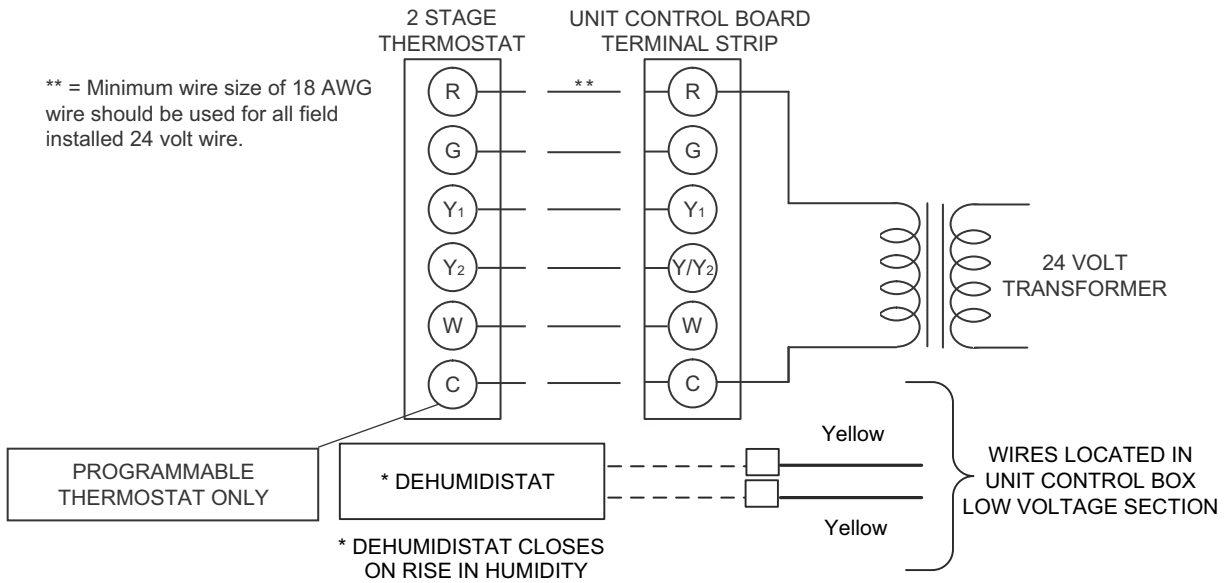 2 STAGE
THERMOSTAT
UNIT CONTROL BOARD
TERMINAL STRIP
** = Minimum wire size of 18 AWG
wire should be used for all field
installed 24 volt wire.
R
**
R
G
G
Y1
Y1
Y2
Y/Y2
W
W
C
C
24 VOLT
TRANSFORMER
PROGRAMMABLE
THERMOSTAT ONLY
* DEHUMIDISTAT
Yellow
Yellow
WIRES LOCATED IN
UNIT CONTROL BOX
LOW VOLTAGE SECTION
* DEHUMIDISTAT CLOSES
ON RISE IN HUMIDITY